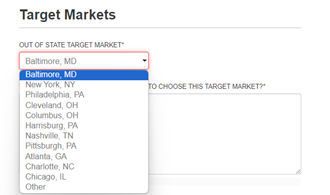 Target Markets
OUT OF STATE TARGET MARKET*
Baltimore, MD
Baltimore, MD
New York, NY
TO CHOOSE THIS TARGET MARKET?*
Philadelphia, PA
Cleveland, OH
Columbus, OH
Harrisburg, PA
Nashville, TN
Pittsburgh, PA
Atlanta, GA
Charlotte, NC
Chicago, IL
Other